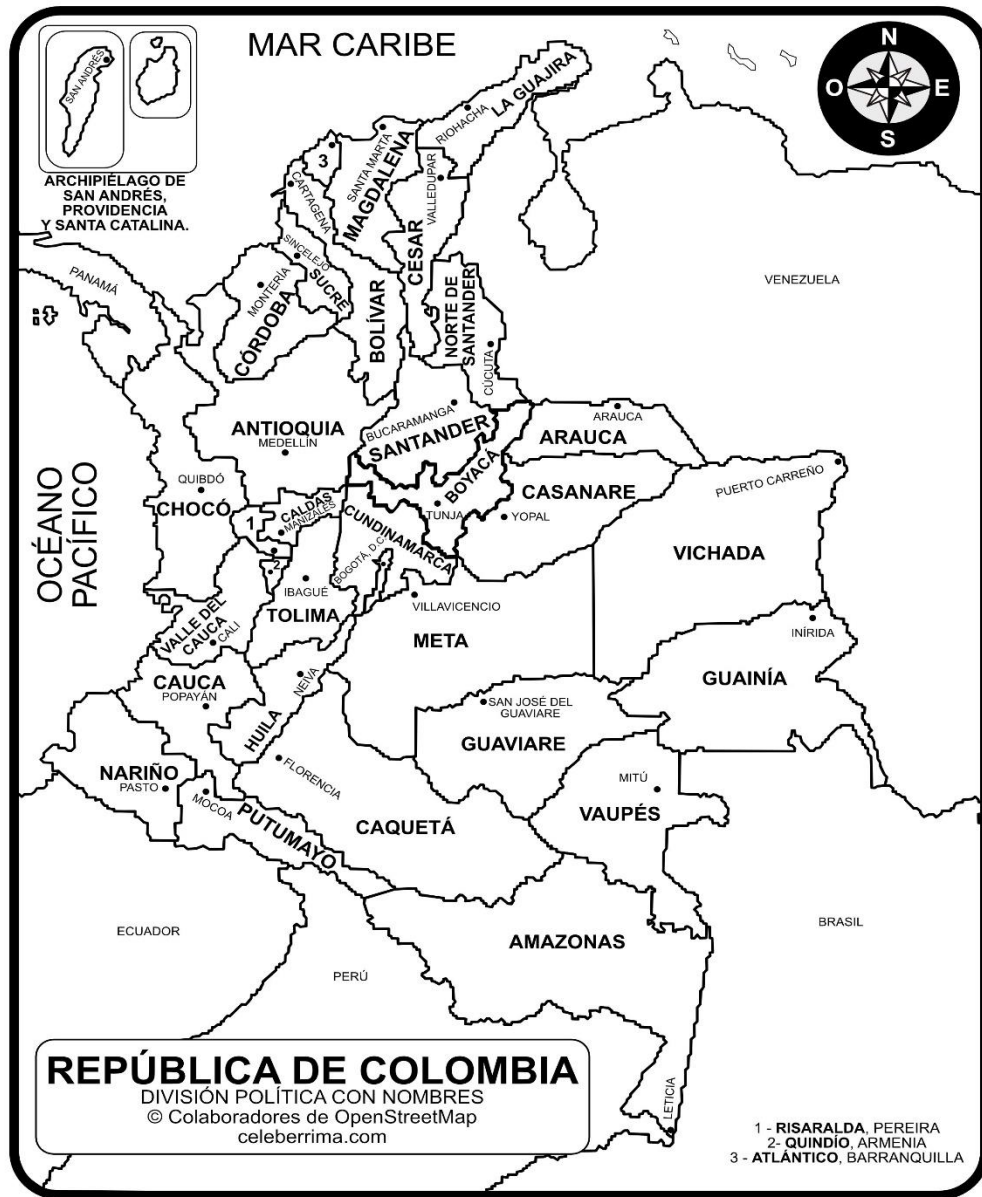 MAR CARIBE
N
O
E
S
SAN ANDRÉS
ARCHIPIÉLAGO DE
SAN ANDRÉS,
PROVIDENCIA
Y SANTA CATALINA.
LA GUAJIRA
RIOHACHA
3
SANTA MARTA
MAGDALENA
CARTAGENA
VALLEDUPAR
CESAR
SINCELEJO
SUCRE
MONTERÍA
CÓRDOBA
BOLÍVAR
NORTE DE
SANTANDER
CÚCUTA
PANAMÁ
VENEZUELA
ANTIOQUIA
MEDELLÍN
BUCARAMANGA
SANTANDER
ARAUCA
ARAUCA
OCÉANO
PACÍFICO
QUIBDÓ
CHOCÓ
BOYACÁ
TUNJA
CASANARE
YOPAL
PUERTO CARREÑO
VICHADA
1
CALDAS
MANIZALES
CUNDINAMARCA
BOGOTÁ, D.C.
2
IBAGUÉ
TOLIMA
VILLAVICENCIO
META
INÍRIDA
GUAINÍA
VALLE DEL
CAUCA
CALI
CAUCA
POPAYÁN
NEIVA
HUILA
SAN JOSÉ DEL
GUAVIARE
GUAVIARE
NARIÑO
PASTO
MOCOA
PUTUMAYO
FLORENCIA
CAQUETÁ
MITÚ
VAUPÉS
ECUADOR
PERÚ
AMAZONAS
BRASIL
LETICIA
REPÚBLICA DE COLOMBIA
DIVISIÓN POLÍTICA CON NOMBRES
© Colaboradores de OpenStreetMap
celeberrima.com
1 - RISARALDA, PEREIRA
2- QUINDÍO, ARMENIA
3 - ATLÁNTICO, BARRANQUILLA